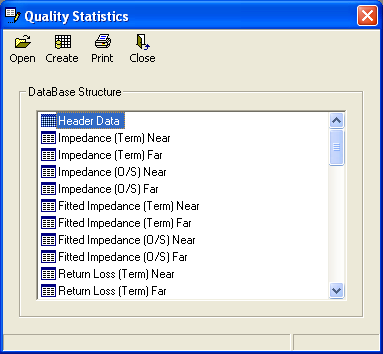 Quality Statistics
Open Create Print Close
DataBase Structure
Header Data
Impedance (Term) Near
Impedance (Term) Far
Impedance (O/S) Near
Impedance (O/S) Far
Fitted Impedance (Term) Near
Fitted Impedance (Term) Far
Fitted Impedance (O/S) Near
Fitted Impedance (O/S) Far
Return Loss (Term) Near
Return Loss (Term) Far